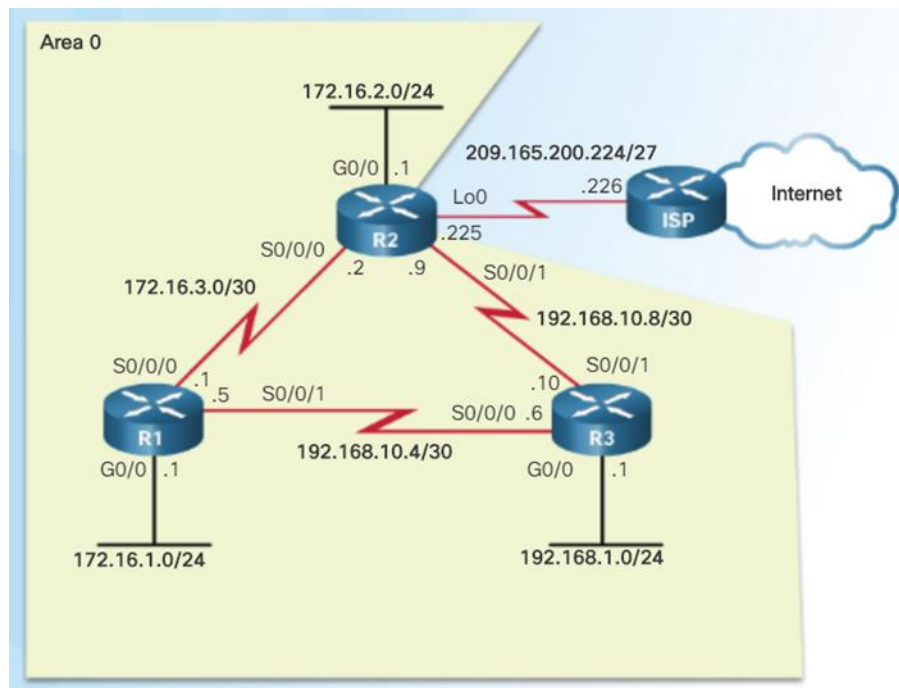 Area 0
172.16.2.0/24
G0/0 .1
209.165.200.224/27
.226
Internet
Lo0
ISP
R2
.225
S0/0/0
.2 .9
S0/0/1
172.16.3.0/30
192.168.10.8/30
S0/0/0
.1
S0/0/1
.10
.5
S0/0/1
S0/0/0 .6
R1
R3
192.168.10.4/30
G0/0 .1
G0/0 .1
172.16.1.0/24
192.168.1.0/24